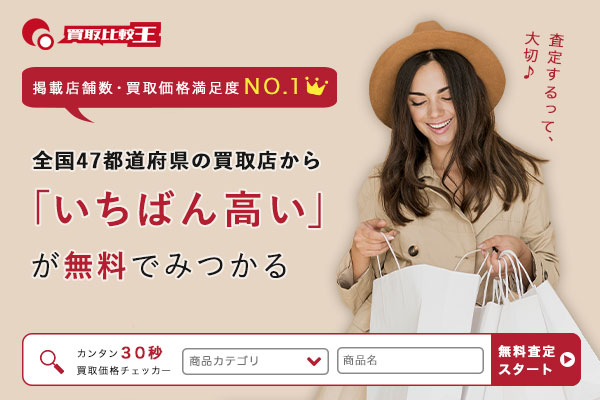 買取比較王
査定するって、
大切♪
掲載店舗数・買取価格満足度 NO.1
全国47都道府県の買取店から
「いちばん高い」
が無料でみつかる
カンタン30秒
買取価格チェッカー
商品カテゴリ
商品名
無料査定
スタート